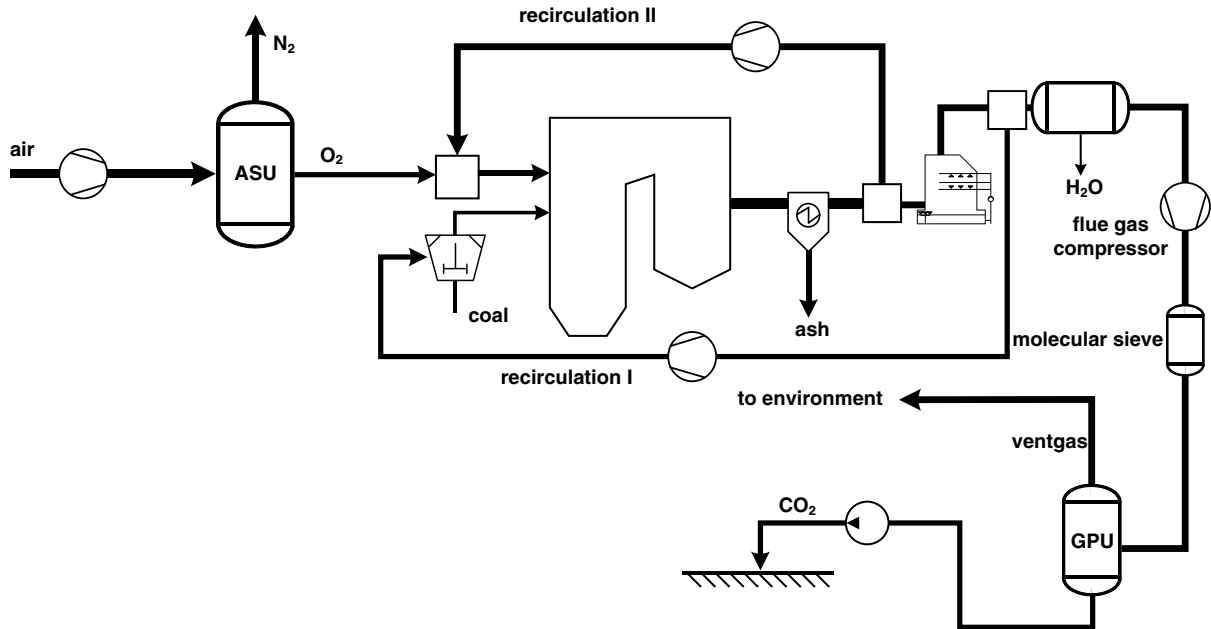 recirculation II
N₂
air
ASU
O₂
H₂O
flue gas
compressor
coal
ash
molecular sieve
recirculation I
to environment
ventgas
CO₂
GPU